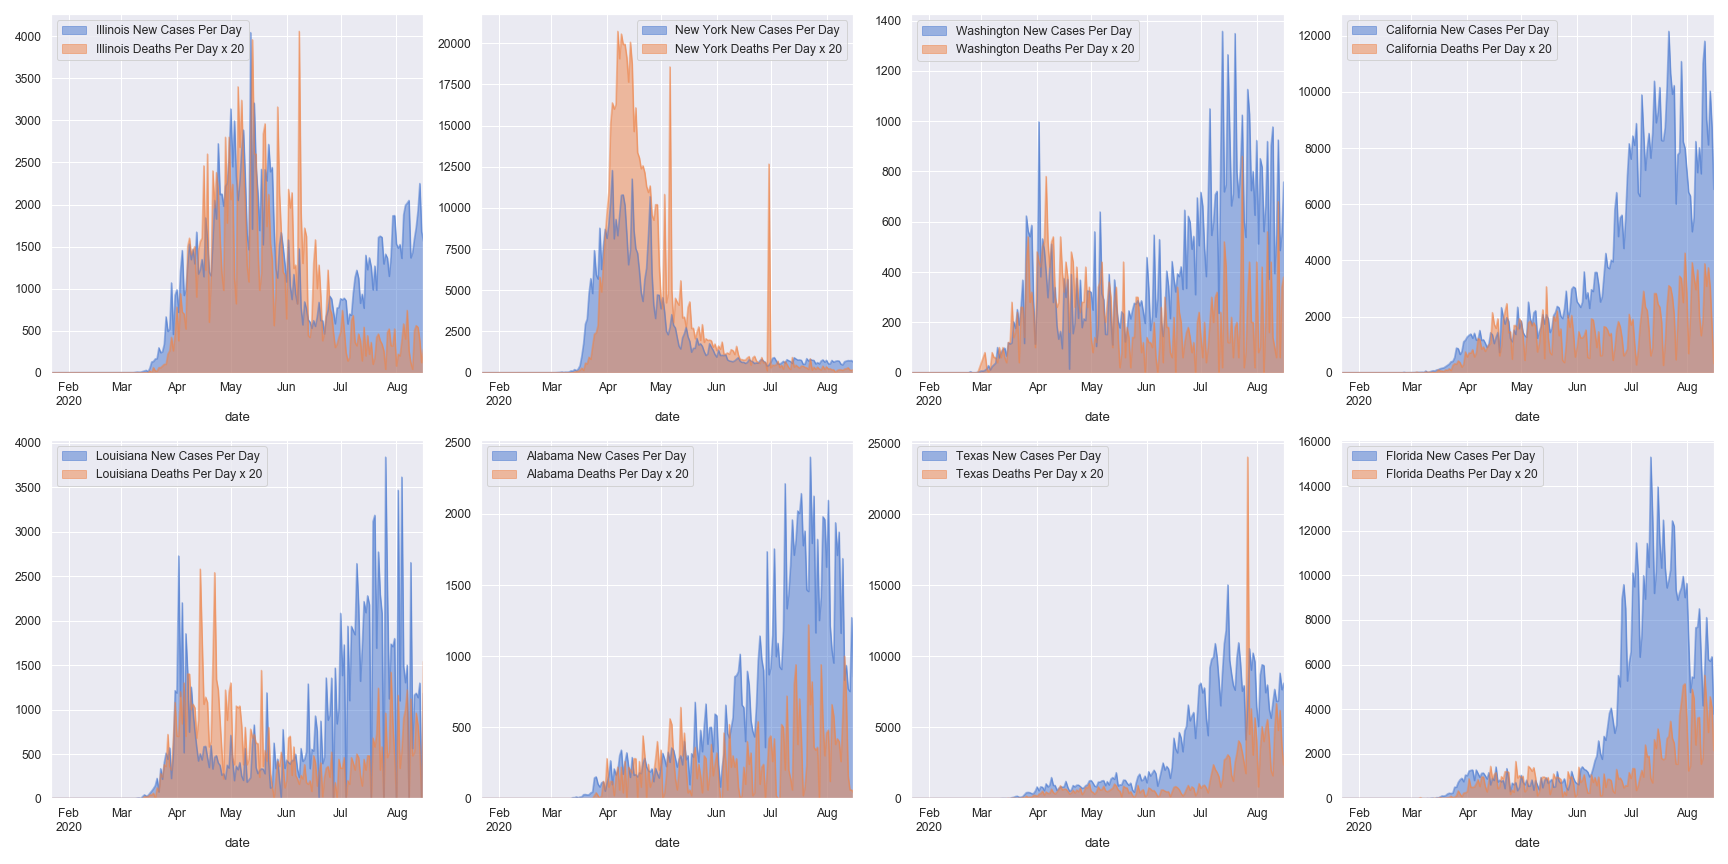 Illinois New Cases Per Day
Illinois Deaths Per Day x 20
4000
3500
3000
2500
2000
1500
1000
500
0
Feb Mar Apr May Jun Jul Aug
2020
date
New York New Cases Per Day
New York Deaths Per Day x 20
20000
17500
15000
12500
10000
7500
5000
2500
0
Feb Mar Apr May Jun Jul Aug
2020
date
Washington New Cases Per Day
Washington Deaths Per Day x 20
1400
1200
1000
800
600
400
200
0
Feb Mar Apr May Jun Jul Aug
2020
date
California New Cases Per Day
California Deaths Per Day x 20
12000
10000
8000
6000
4000
2000
0
Feb Mar Apr May Jun Jul Aug
2020
date
Louisiana New Cases Per Day
Louisiana Deaths Per Day x 20
4000
3500
3000
2500
2000
1500
1000
500
0
Feb Mar Apr May Jun Jul Aug
2020
date
Alabama New Cases Per Day
Alabama Deaths Per Day x 20
2500
2000
1500
1000
500
0
Feb Mar Apr May Jun Jul Aug
2020
date
Texas New Cases Per Day
Texas Deaths Per Day x 20
25000
20000
15000
10000
5000
0
Feb Mar Apr May Jun Jul Aug
2020
date
Florida New Cases Per Day
Florida Deaths Per Day x 20
16000
14000
12000
10000
8000
6000
4000
2000
0
Feb Mar Apr May Jun Jul Aug
2020
date